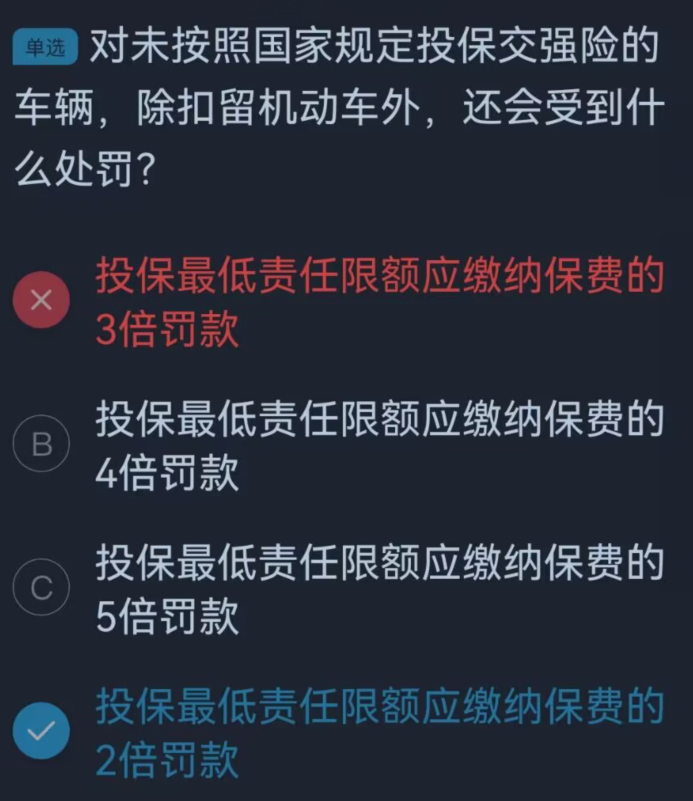 单选 对未按照国家规定投保交强险的
车辆，除扣留机动车外，还会受到什
么处罚？
投保最低责任限额应缴纳保费的
3倍罚款
B 投保最低责任限额应缴纳保费的
4倍罚款
C 投保最低责任限额应缴纳保费的
5倍罚款
投保最低责任限额应缴纳保费的
2倍罚款